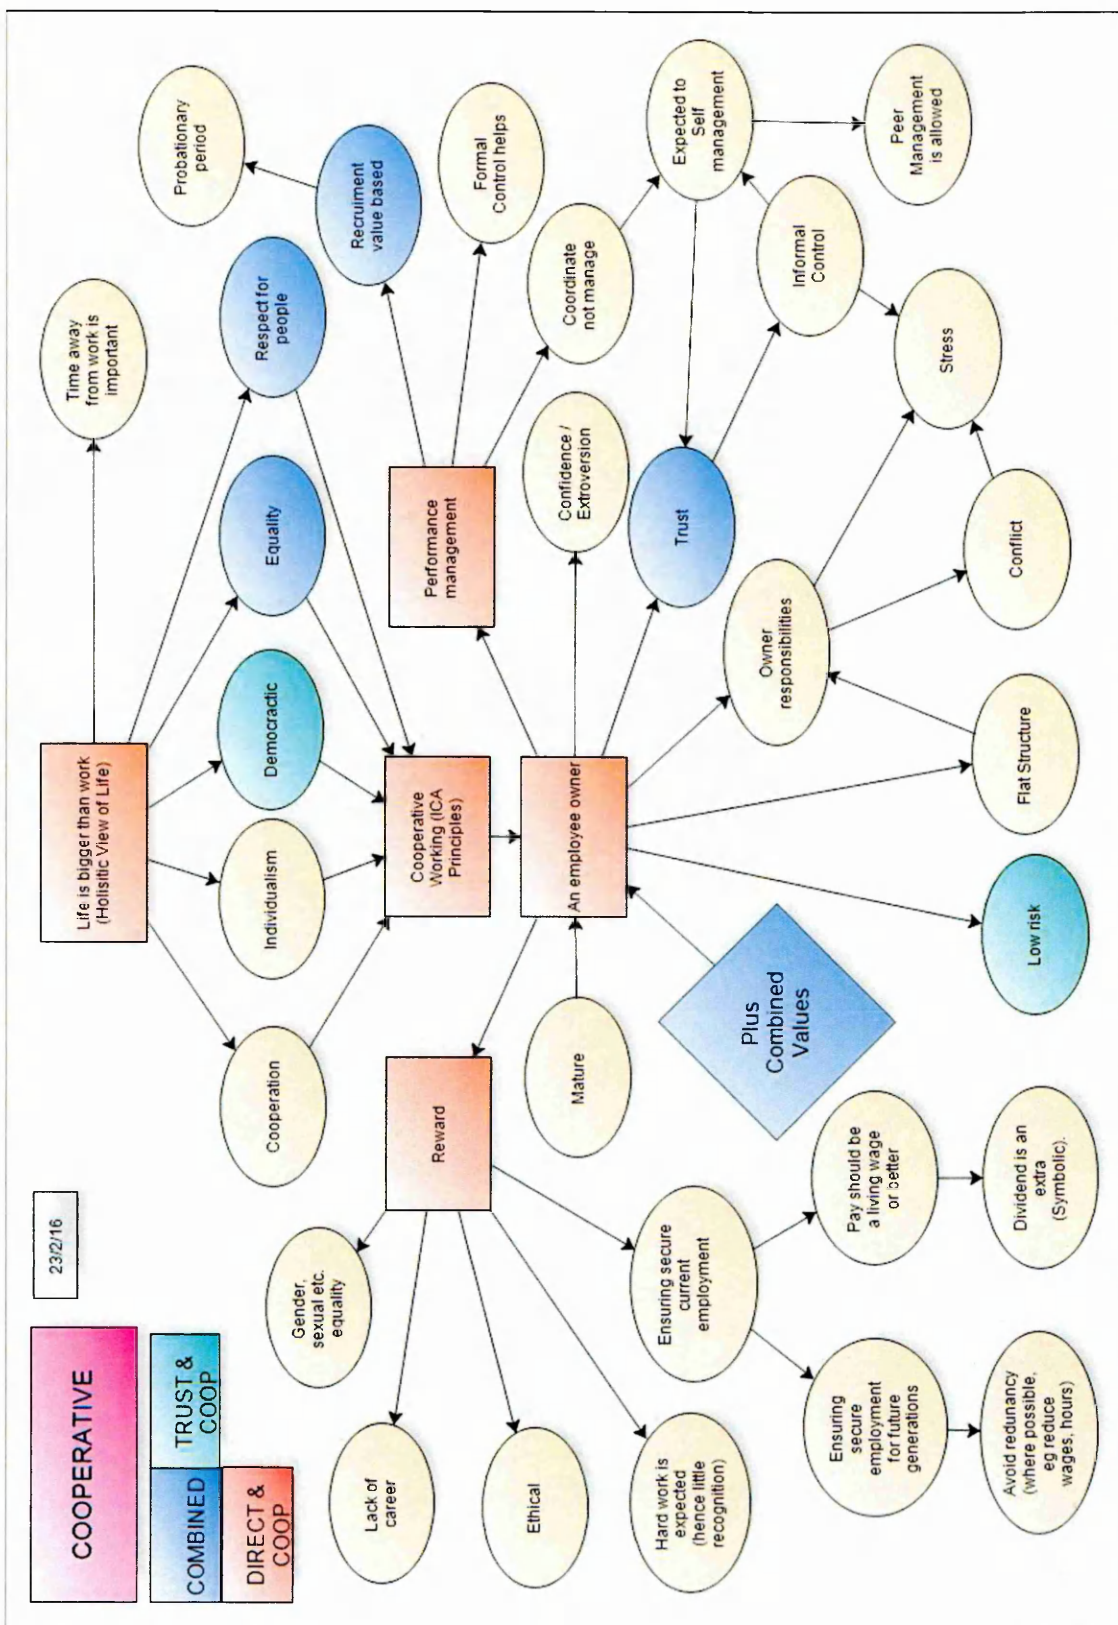 COOPERATIVE
23/2/16
COMBINED
TRUST &
COOP
DIRECT &
COOP
Life is bigger than work
(Holisitic View of Life)
Time away
from work is
important
Cooperation
Individualism
Democractic
Equality
Respect for
people
Probationary
period
Recruiment
value based
Gender,
sexual etc.
equality
Lack of
career
Reward
Cooperative
Working (ICA
Principles)
Performance
management
Formal
Control helps
Ethical
Mature
An employee owner
Confidence /
Extroversion
Coordinate
not manage
Hard work is
expected
(hence little
recognition)
Ensuring secure
current
employment
Plus
Combined
Values
Trust
Expected to
Self
management
Owner
responsibilities
Informal
Control
Ensuring
secure
employment
for future
generations
Pay should be
a living wage
or better
Peer
Management
is allowed
Avoid redunancy
(where possible,
eg reduce
wages, hours)
Dividend is an
extra
(Symbolic).
Low risk
Flat Structure
Conflict
Stress